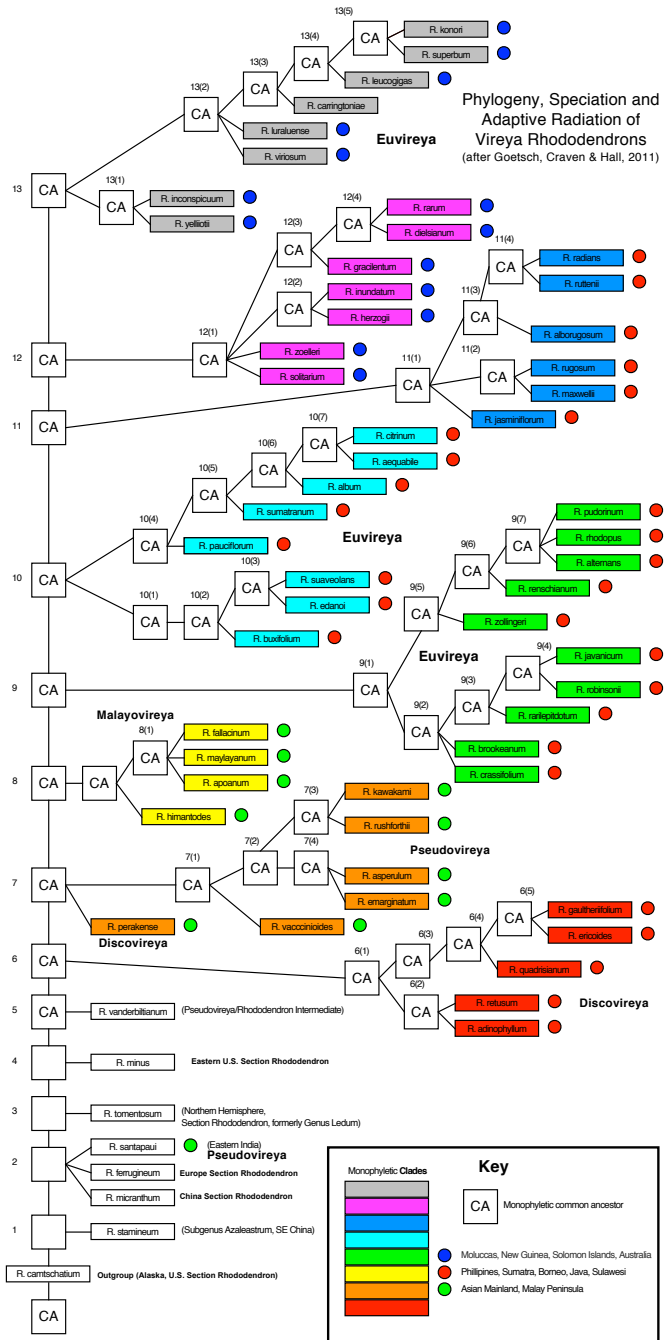 13(5)
R. konori
CA
R. superbum
13(4)
CA
13(3)
R. leucogigas
CA
R. carringtoniae
13(2)
CA
R. luraluense
R. viriosum
Euvireya
Phylogeny, Speciation and
Adaptive Radiation of
Vireya Rhododendrons
(after Goetsch, Craven & Hall, 2011)
13
CA
13(1)
CA
R. inconspicuum
R. yelliotii
12(4)
CA
R. rarum
R. dielsianum
12(3)
CA
R. gracilentum
12(2)
CA
R. inundatum
R. herzogii
12
CA
12(1)
CA
R. zoelleri
R. solitarium
11(4)
CA
R. radians
R. ruttenii
11(3)
CA
R. alborugosum
11(2)
CA
R. rugosum
R. maxwellii
11(1)
CA
R. jasminiflorum
11
CA
10(7)
CA
R. citrinum
R. aequabile
10(6)
CA
R. album
10(5)
CA
R. sumatranum
10(4)
CA
R. pauciflorum
Euvireya
10
CA
10(1)
CA
10(2)
CA
10(3)
CA
R. suaveolans
R. edanoi
R. buxifolium
9(7)
CA
R. pudorinum
R. rhodopus
R. alternans
9(6)
CA
R. renschianum
9(5)
CA
R. zollingeri
Euvireya
9
CA
9(1)
CA
9(4)
CA
R. javanicum
R. robinsonii
9(3)
CA
R. rarilepitdotum
9(2)
CA
R. brookeanum
R. crassifolium
Malayovireya
8
CA
CA
8(1)
CA
R. fallacinum
R. maylayanum
R. apoanum
R. himantodes
7(3)
CA
R. kawakami
R. rushforthii
Pseudovireya
7
CA
7(1)
CA
7(2)
CA
7(4)
CA
R. asperulum
R. emarginatum
R. perakense
R. vacccinioides
Discovireya
6
CA
6(1)
CA
6(3)
CA
6(4)
CA
6(5)
CA
R. gaultheriifolium
R. ericoides
R. quadrisianum
6(2)
CA
R. retusum
R. adinophyllum
Discovireya
5
CA
R. vanderbiltianum
(Pseudovireya/Rhododendron Intermediate)
4
R. minus
Eastern U.S. Section Rhododendron
3
R. tomentosum
(Northern Hemisphere,
Section Rhododendron, formerly Genus Ledum)
2
R. santapaui
(Eastern India)
Pseudovireya
R. ferrugineum
Europe Section Rhododendron
R. micranthum
China Section Rhododendron
1
R. stamineum
(Subgenus Azaleastrum, SE China)
R. camtschatium
Outgroup (Alaska, U.S. Section Rhododendron)
CA
Monophyletic Clades
Key
CA
Monophyletic common ancestor
Moluccas, New Guinea, Solomon Islands, Australia
Phillipines, Sumatra, Borneo, Java, Sulawesi
Asian Mainland, Malay Peninsula